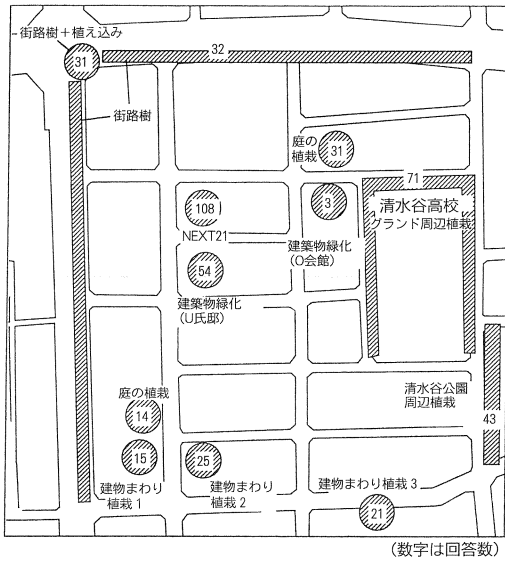 街路樹＋植え込み
31
32
街路樹
庭の
植栽
31
71
清水谷高校
グランド周辺植栽
108
NEXT21
3
建築物緑化
(O会館)
54
建築物緑化
(U氏邸)
庭の植栽
14
清水谷公園
周辺植栽
43
15
建物まわり
植栽1
25
建物まわり
植栽2
建物まわり植栽3
21
(数字は回答数)